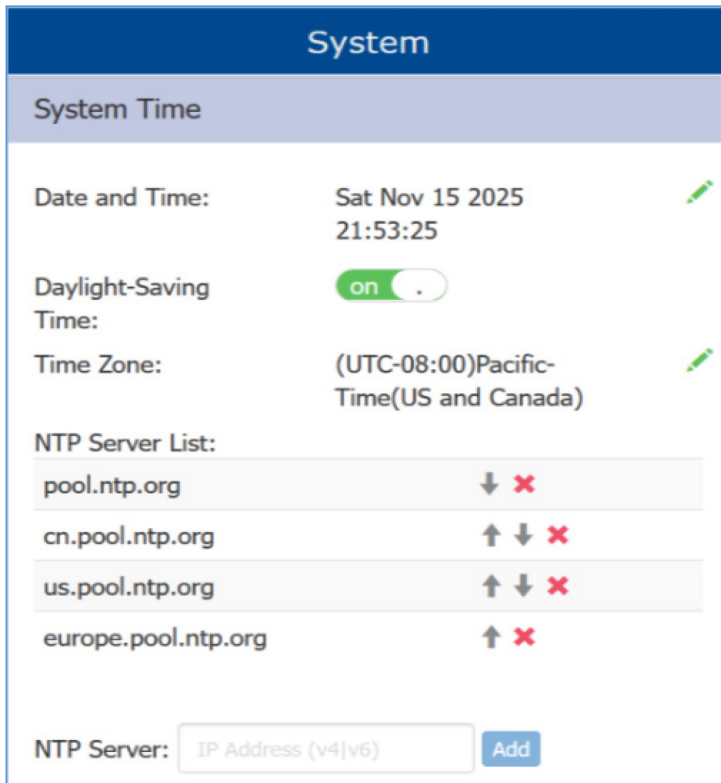 System
System Time
Date and Time:
Sat Nov 15 2025
21:53:25
Daylight-Saving
Time:
on .
Time Zone:
(UTC-08:00)Pacific-
Time(US and Canada)
NTP Server List:
pool.ntp.org
cn.pool.ntp.org
us.pool.ntp.org
europe.pool.ntp.org
NTP Server: IP Address (v4|v6) Add